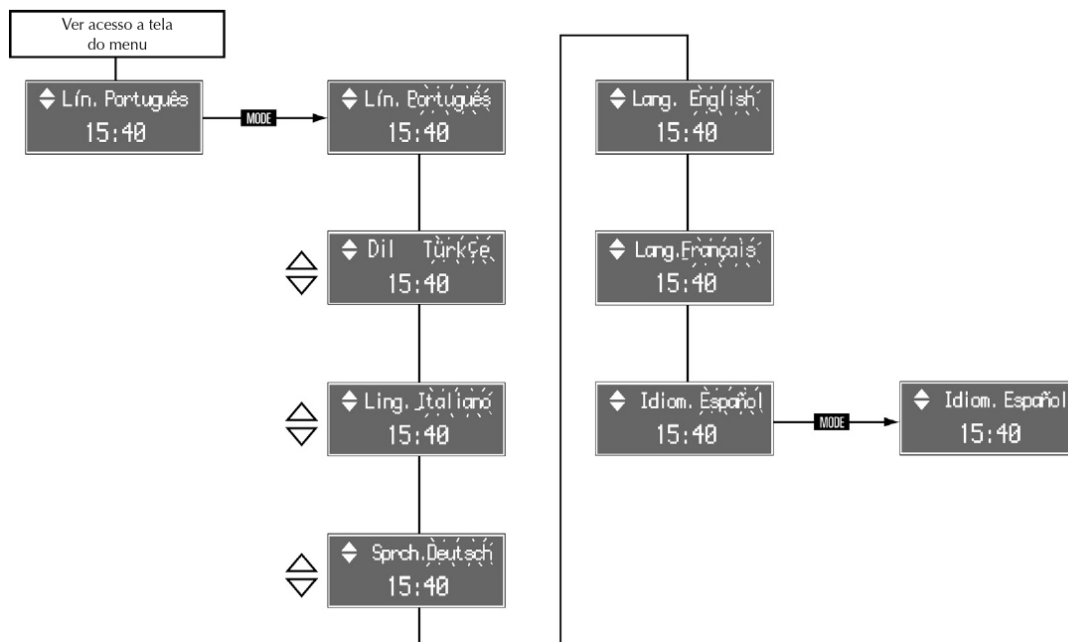 Ver acesso a tela
do menu
Lín. Português
15:40
MODE
Lín. Português
15:40
Dil Türkçe
15:40
Ling. Italiano
15:40
Sprch.Deutsch
15:40
Lang. English
15:40
Lang.Français
15:40
Idiom. Español
15:40
MODE
Idiom. Español
15:40